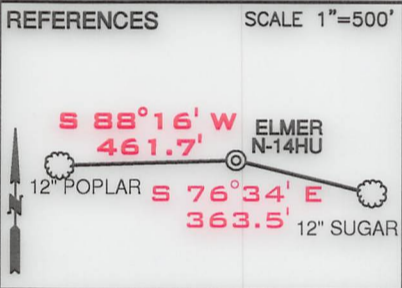 REFERENCES
SCALE 1"=500'
S 88°16' W
461.7'
ELMER
N-14HU
12" POPLAR
S 76°34' E
363.5'
12" SUGAR
N